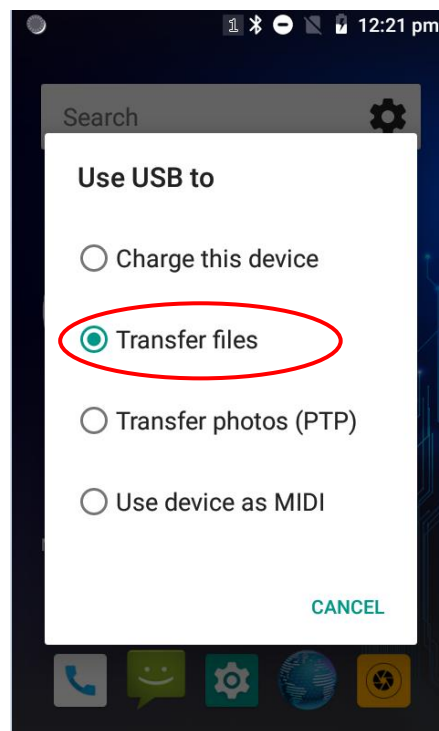 1 12:21 pm
Search
Use USB to
Charge this device
Transfer files
Transfer photos (PTP)
Use device as MIDI
CANCEL